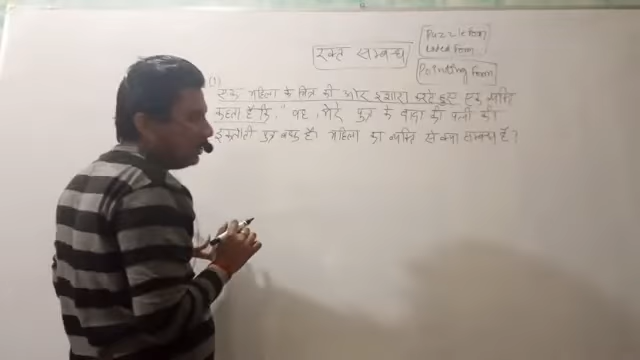 रक्त सम्बन्ध
Puzzle form
Coded Form
Pointing Form
(1)
एक महिला के चित्र की ओर इशारा करते हुए एक व्यक्ति
कहता है कि, " वह, मेरे पुत्र के दादा की पत्नी की
इकलौती पुत्र वधु है। महिला का व्यक्ति से क्या सम्बन्ध है ?